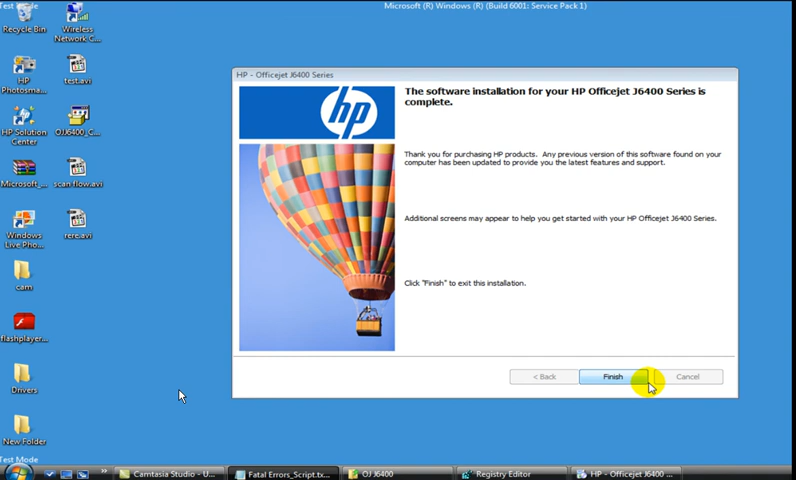 Test Mode
Microsoft (R) Windows (R) (Build 6001: Service Pack 1)
Recycle Bin
Wireless
Network C...
HP
Photosma...
test.avi
HP Solution
Center
OJJ6400_C...
Microsoft_...
scan flow.avi
Windows
Live Pho...
rere.avi
cam
flashplayer...
Drivers
New Folder
HP - Officejet J6400 Series
hp
The software installation for your HP Officejet J6400 Series is
complete.
Thank you for purchasing HP products. Any previous version of this software found on your
computer has been updated to provide you the latest features and support.
Additional screens may appear to help you get started with your HP Officejet J6400 Series.
Click "Finish" to exit this installation.
< Back
Finish
Cancel
Test Mode
»
Camtasia Studio - U...
Fatal Errors_Script.tx...
OJ J6400
Registry Editor
HP - Officejet J6400 ...